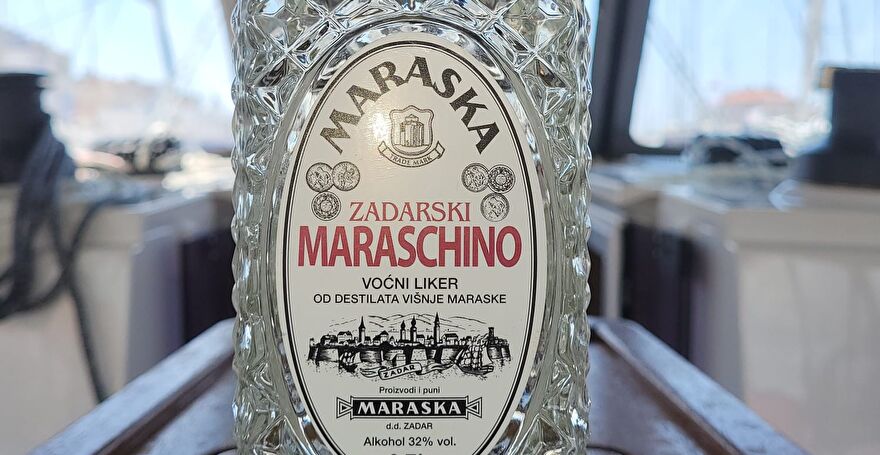 MARASKA
TRADE MARK
ZADARSKI
MARASCHINO
VOĆNI LIKER
OD DESTILATA VIŠNJE MARASKE
ZADAR
Proizvodi i puni
MARASKA
d.d. ZADAR
Alkohol 32% vol.